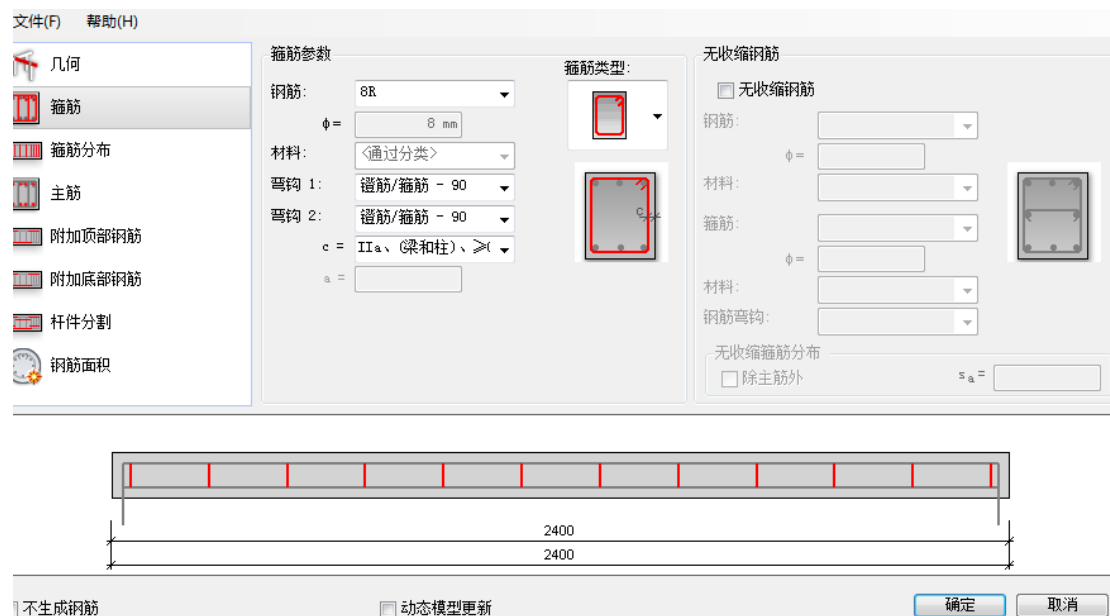 文件(F) 帮助(H)
几何
箍筋
箍筋分布
主筋
附加顶部钢筋
附加底部钢筋
杆件分割
钢筋面积
箍筋参数
箍筋类型:
钢筋: 8R
ϕ= 8 mm
材料: <通过分类>
弯钩 1: 镫筋/箍筋 - 90
弯钩 2: 镫筋/箍筋 - 90
c = IIa、(梁和柱)、≥(
a =
c
无收缩钢筋
无收缩钢筋
钢筋:
ϕ=
材料:
箍筋:
ϕ=
材料:
钢筋弯钩:
无收缩箍筋分布
除主筋外 sa=
2400
2400
不生成钢筋 动态模型更新 确定 取消